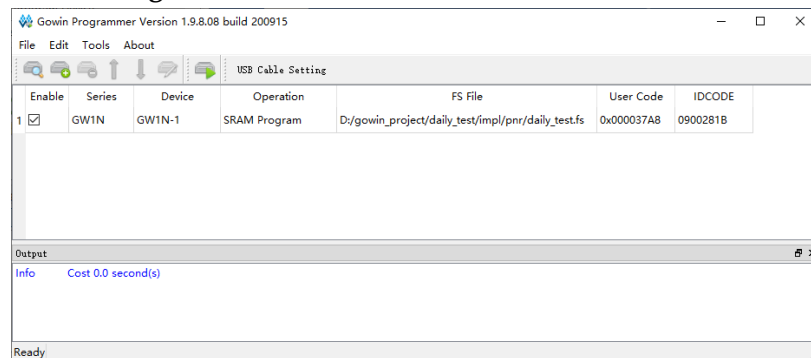 Gowin Programmer Version 1.9.8.08 build 200915
File Edit Tools About
USB Cable Setting
Enable Series Device Operation FS File User Code IDCODE
1 GW1N GW1N-1 SRAM Program D:/gowin_project/daily_test/impl/pnr/daily_test.fs 0x000037A8 0900281B
Output
Info Cost 0.0 second(s)
Ready